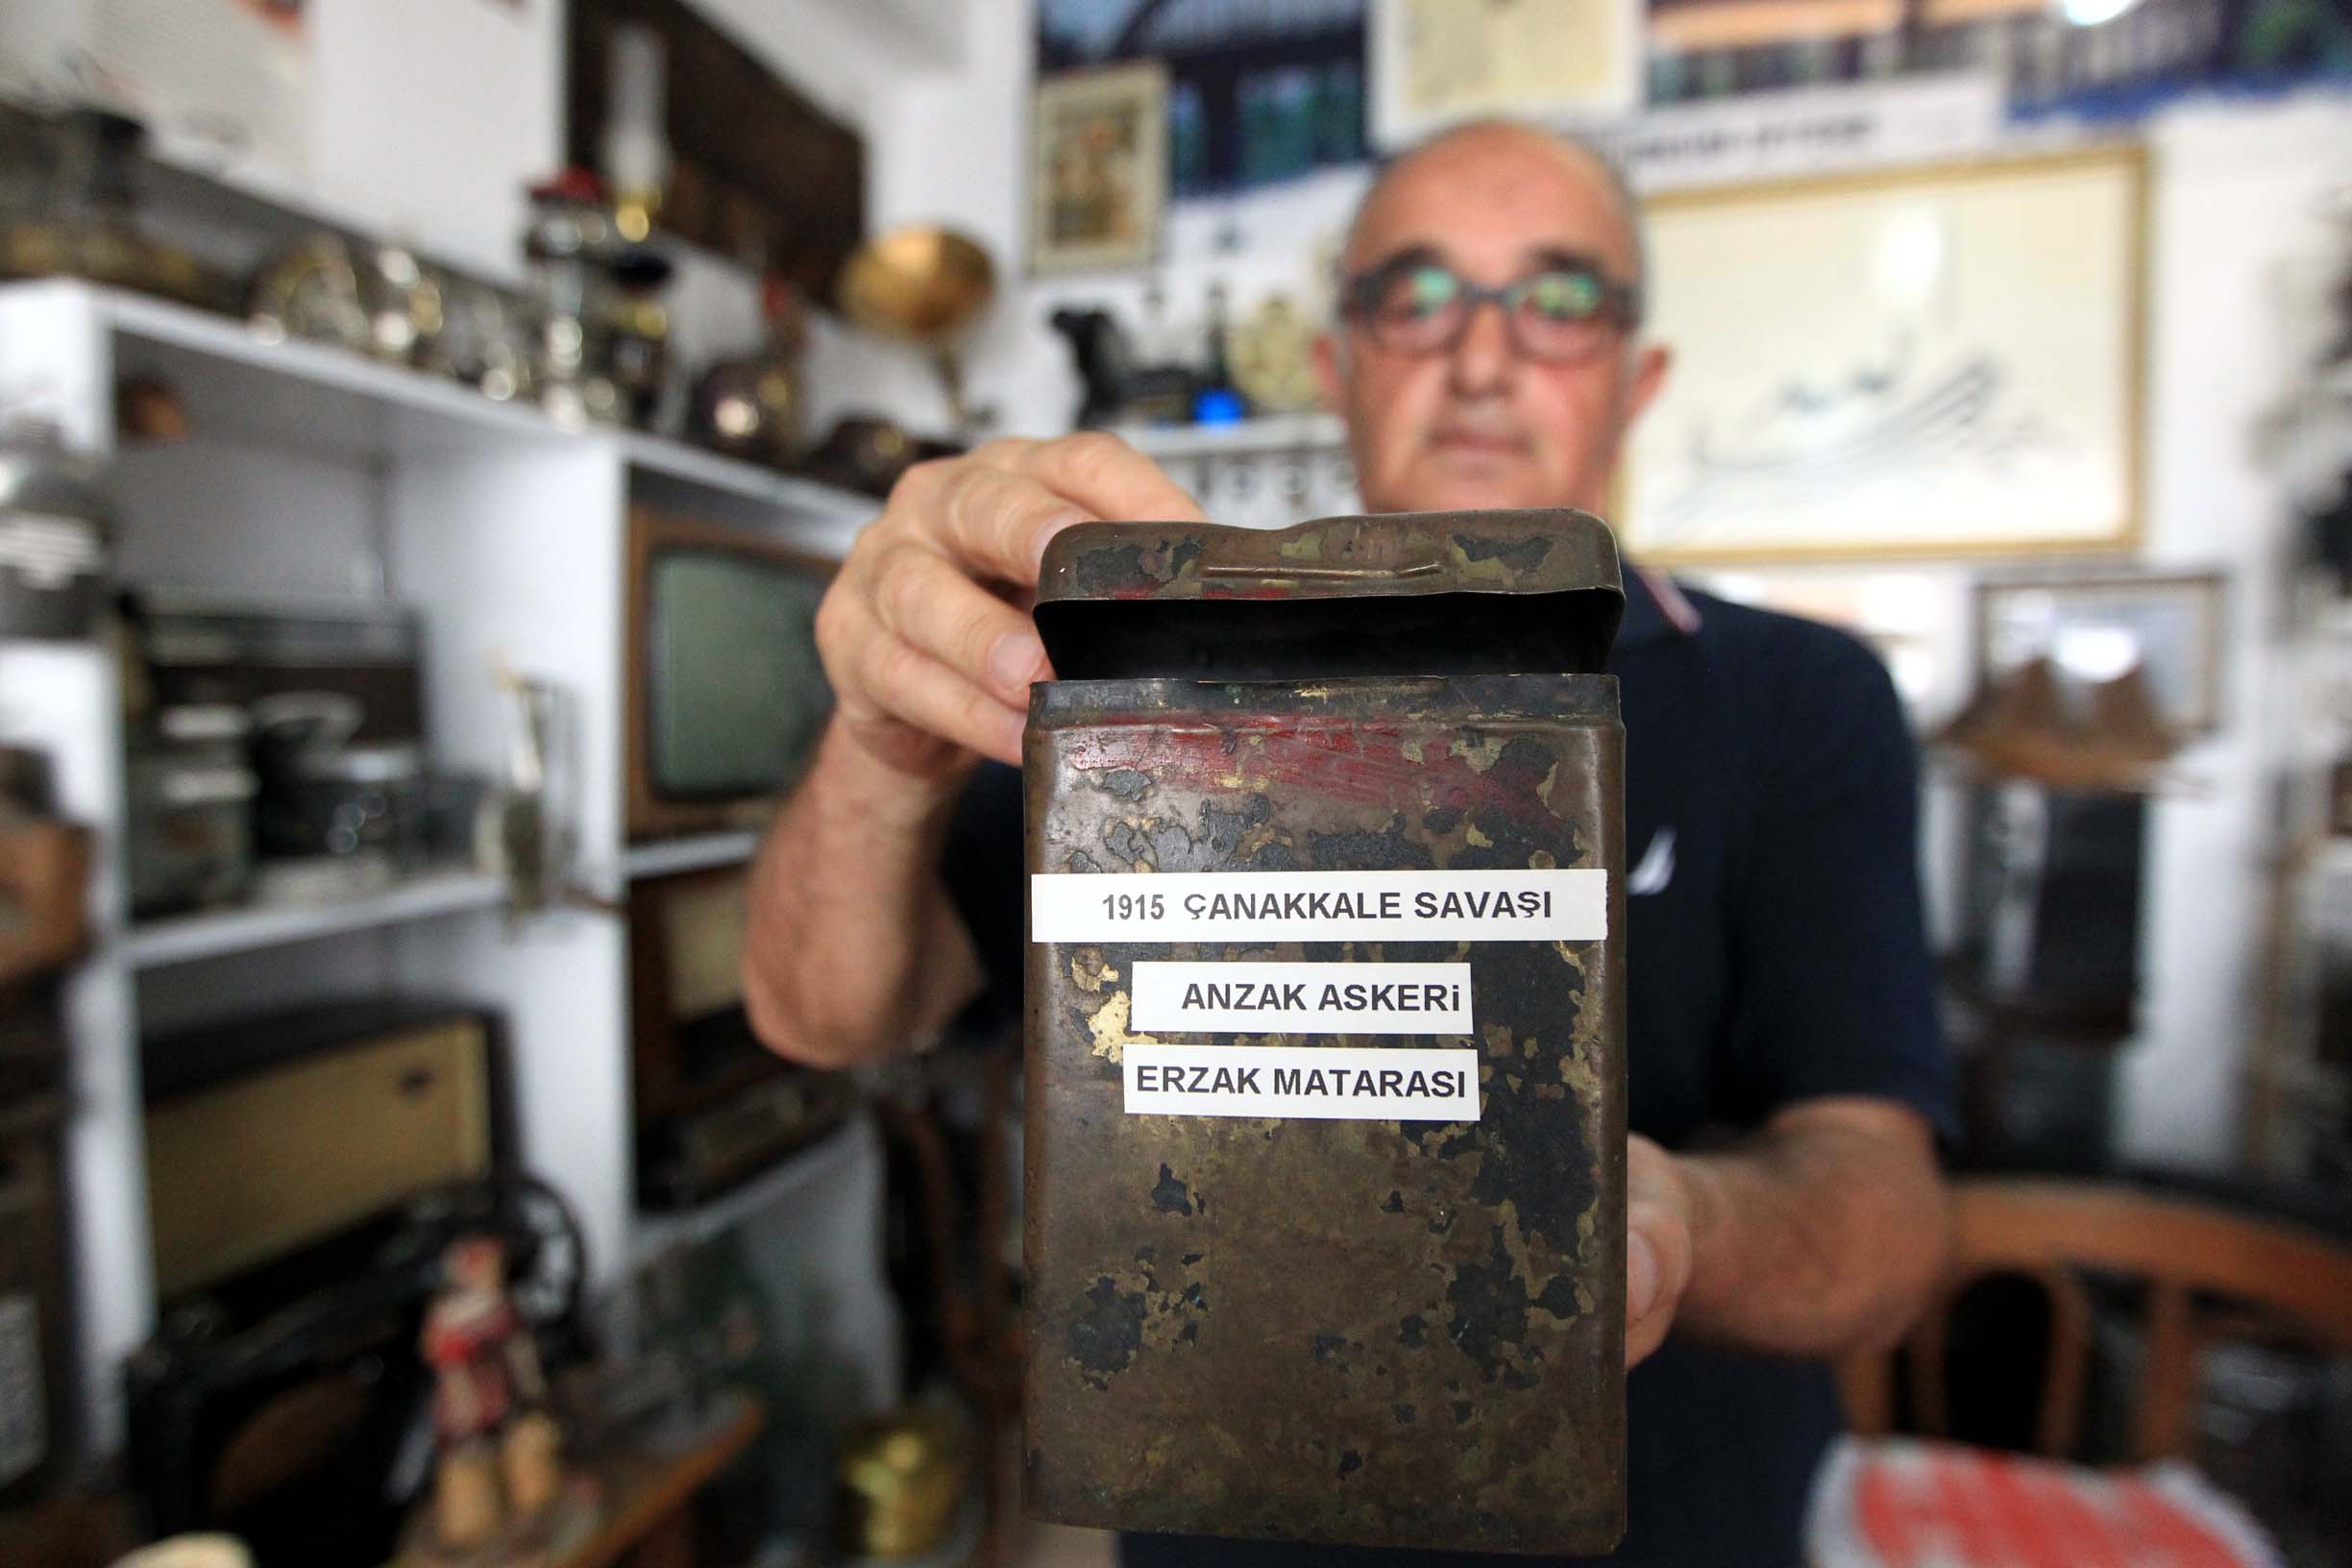 1915 ÇANAKKALE SAVAŞI
ANZAK ASKERİ
ERZAK MATARASI